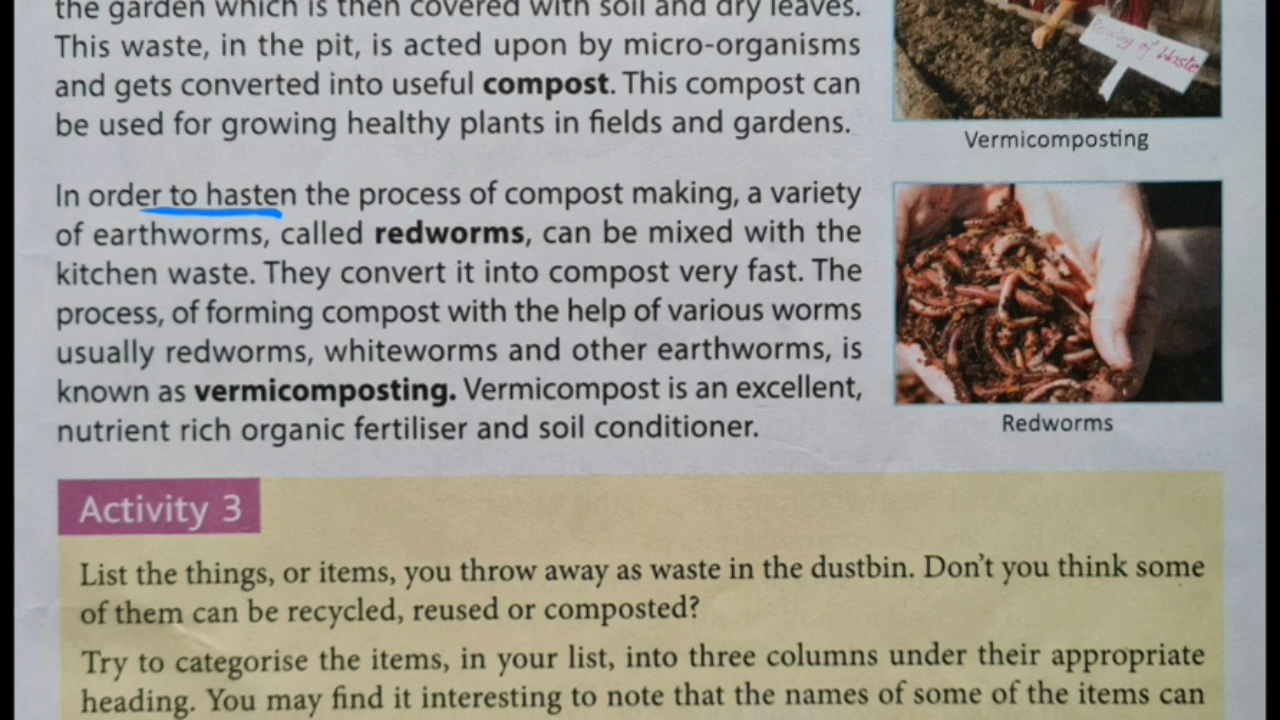 the garden which is then covered with soil and dry leaves.
This waste, in the pit, is acted upon by micro-organisms
and gets converted into useful compost. This compost can
be used for growing healthy plants in fields and gardens.
of Waste
Vermicomposting
In order to hasten the process of compost making, a variety
of earthworms, called redworms, can be mixed with the
kitchen waste. They convert it into compost very fast. The
process, of forming compost with the help of various worms
usually redworms, whiteworms and other earthworms, is
known as vermicomposting. Vermicompost is an excellent,
nutrient rich organic fertiliser and soil conditioner.
Redworms
Activity 3
List the things, or items, you throw away as waste in the dustbin. Don't you think some
of them can be recycled, reused or composted?
Try to categorise the items, in your list, into three columns under their appropriate
heading. You may find it interesting to note that the names of some of the items can